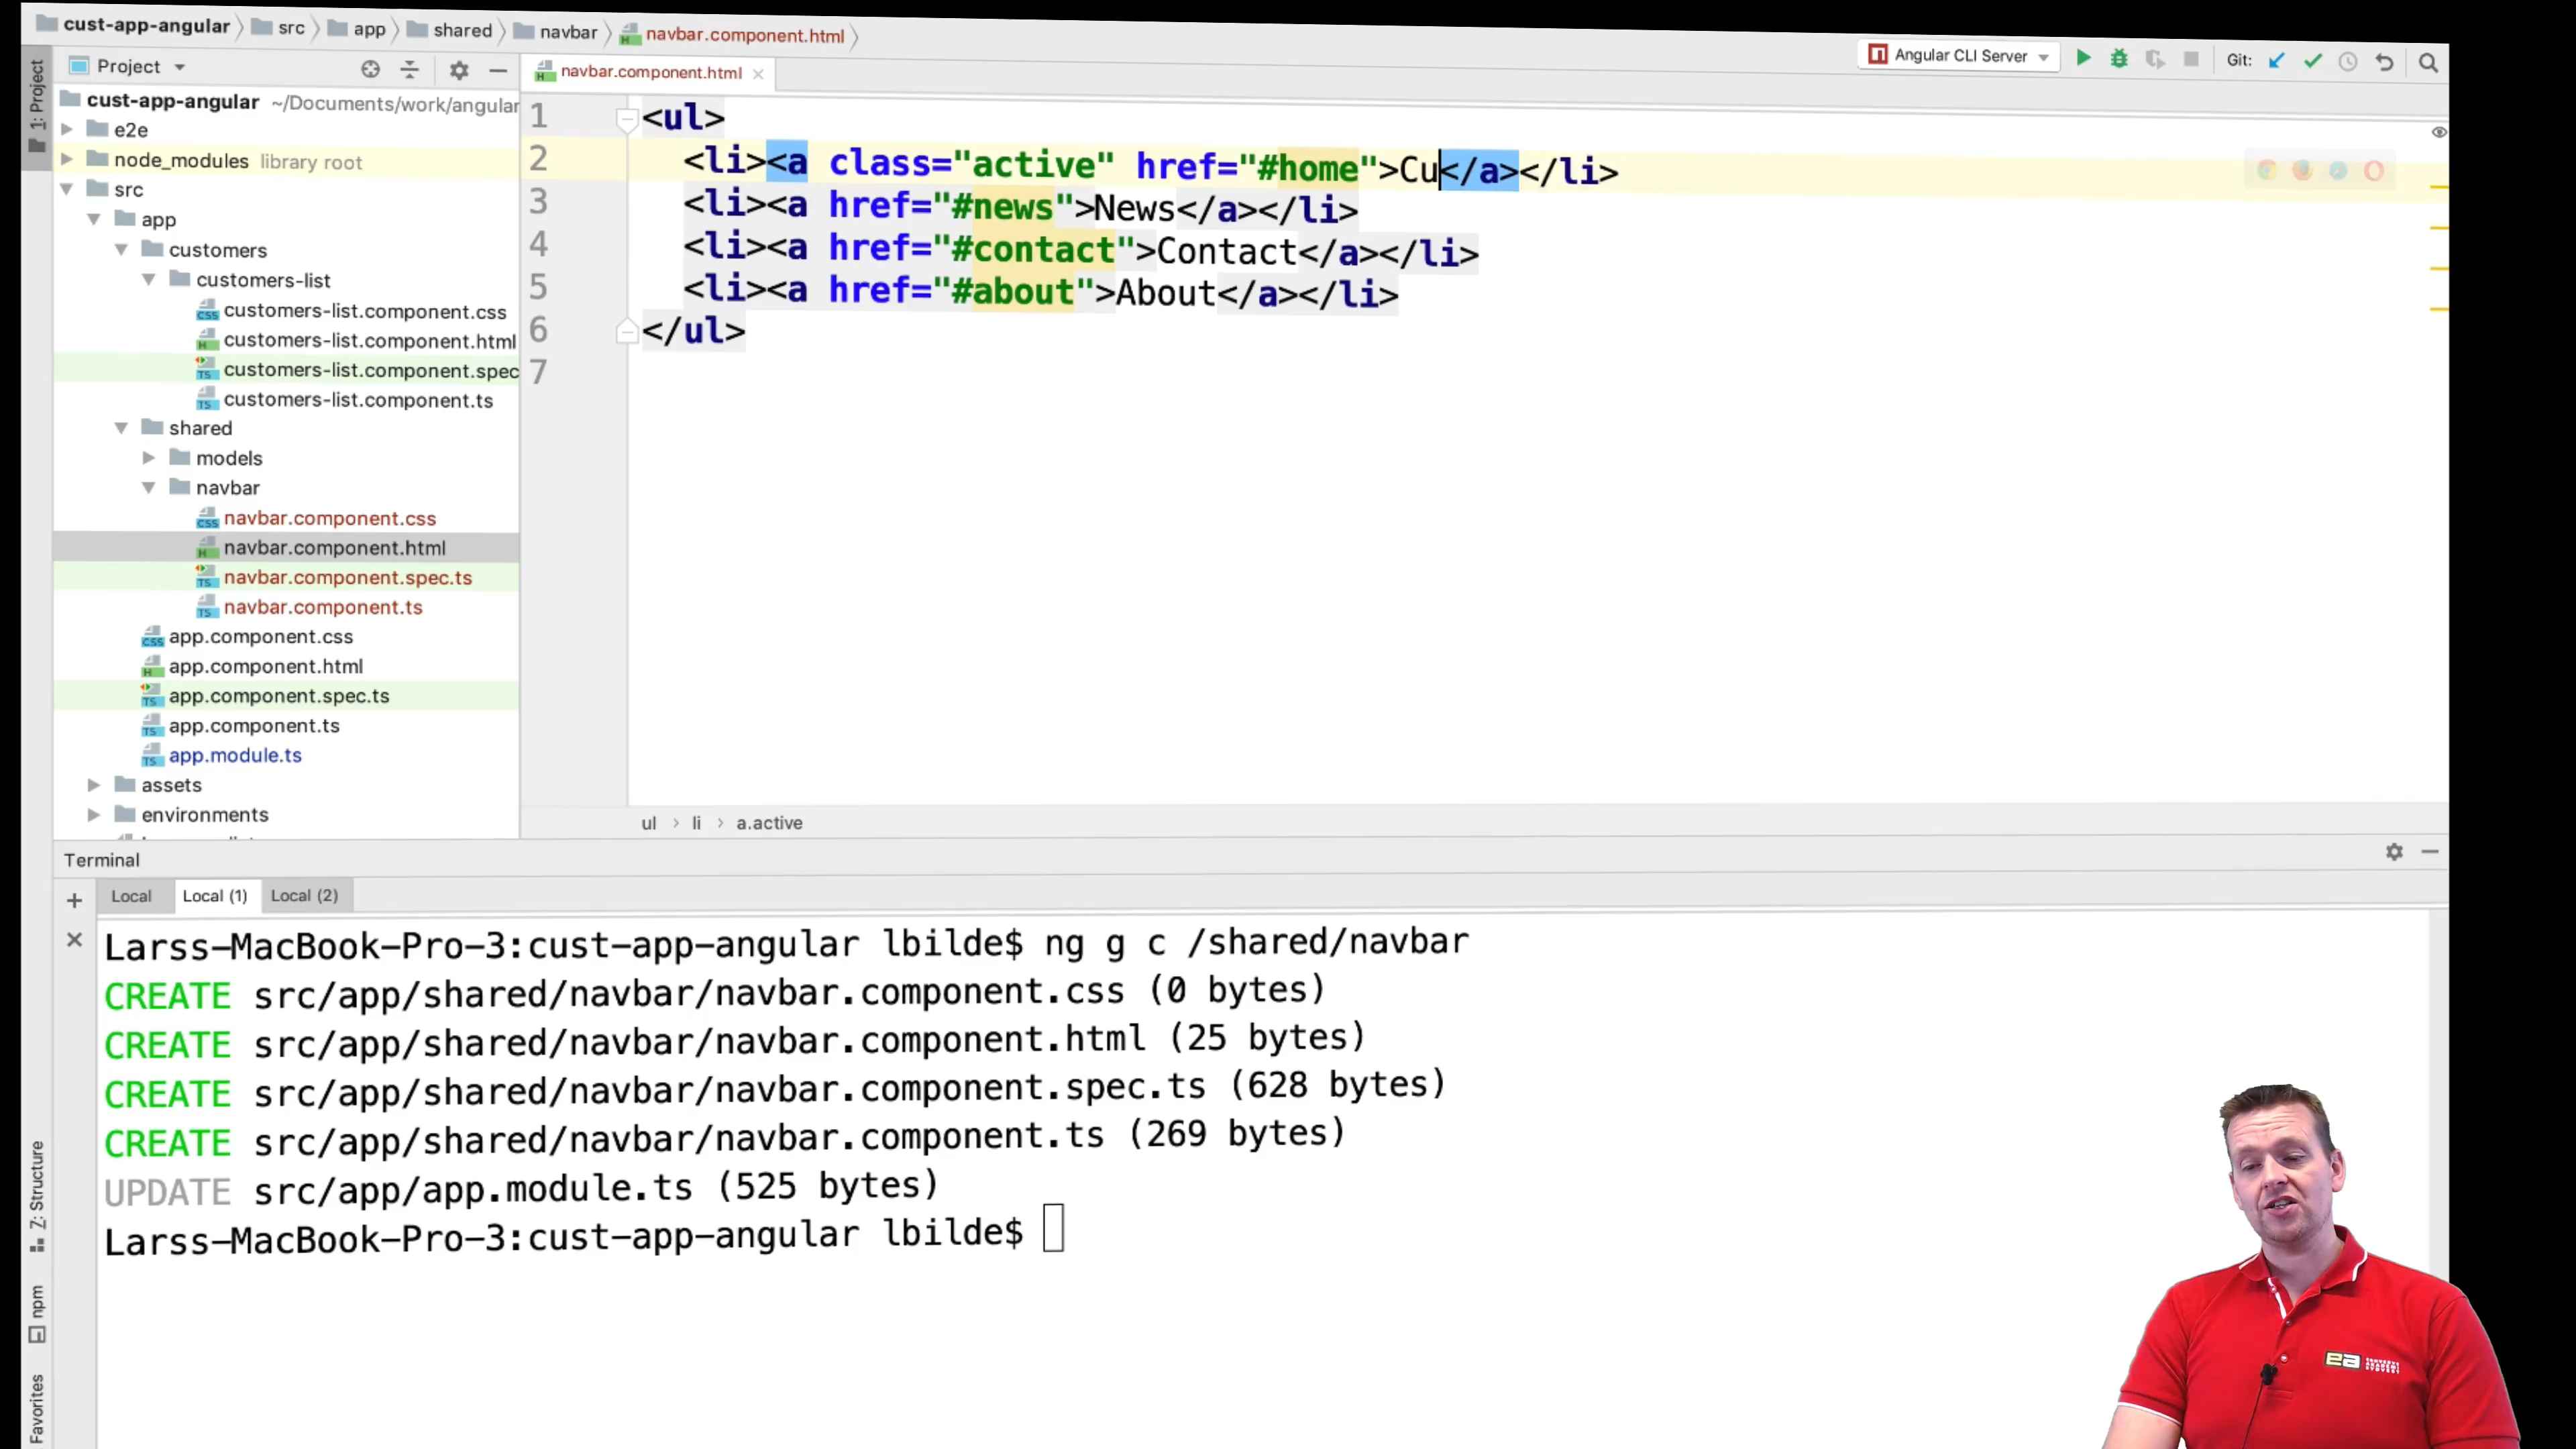 cust-app-angular src app shared navbar navbar.component.html
Angular CLI Server Git:
1: Project
Project
navbar.component.html
cust-app-angular ~/Documents/work/angular
e2e
node_modules library root
src
app
customers
customers-list
customers-list.component.css
customers-list.component.html
customers-list.component.spec
customers-list.component.ts
shared
models
navbar
navbar.component.css
navbar.component.html
navbar.component.spec.ts
navbar.component.ts
app.component.css
app.component.html
app.component.spec.ts
app.component.ts
app.module.ts
assets
environments
1 <ul>
2 <li><a class="active" href="#home">Cu</a></li>
3 <li><a href="#news">News</a></li>
4 <li><a href="#contact">Contact</a></li>
5 <li><a href="#about">About</a></li>
6 </ul>
7
ul › li › a.active
Terminal
Local Local (1) Local (2)
Larss-MacBook-Pro-3:cust-app-angular lbilde$ ng g c /shared/navbar
CREATE src/app/shared/navbar/navbar.component.css (0 bytes)
CREATE src/app/shared/navbar/navbar.component.html (25 bytes)
CREATE src/app/shared/navbar/navbar.component.spec.ts (628 bytes)
CREATE src/app/shared/navbar/navbar.component.ts (269 bytes)
UPDATE src/app/app.module.ts (525 bytes)
Larss-MacBook-Pro-3:cust-app-angular lbilde$
Z: Structure
npm
Favorites
ea